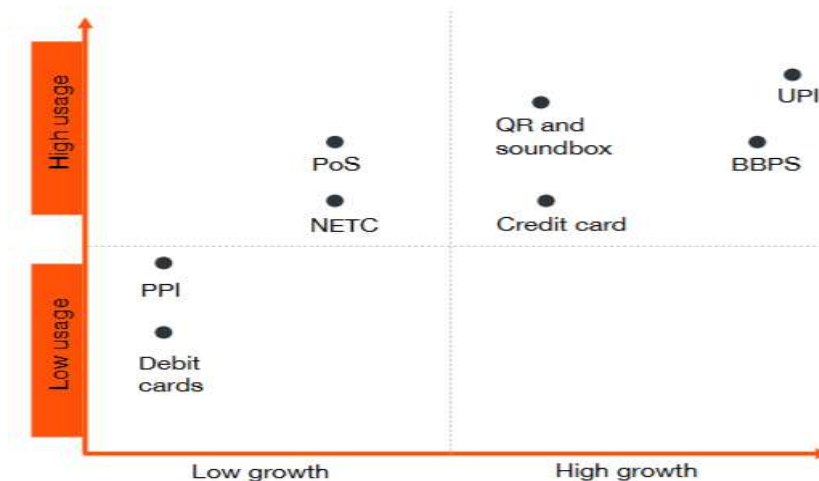 High usage
UPI
QR and
soundbox
PoS
BBPS
NETC
Credit card
PPI
Low usage
Debit
cards
Low growth
High growth